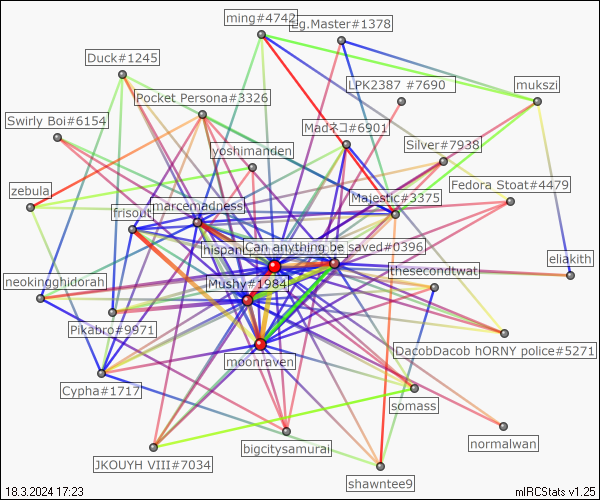 ming#4742
Eg.Master#1378
Duck#1245
LPK2387 #7690
mukszi
Pocket Persona#3326
Swirly Boi#6154
Madネコ#6901
Silver#7938
yoshimanden
Fedora Stoat#4479
zebula
marcemadness
Majestic#3375
frisout
hispan
Can anything be saved#0396
eliakith
neokingghidorah
Mushy#1984
thesecondtwat
Pikabro#9971
DacobDacob hORNY police#5271
moonraven
Cypha#1717
somass
bigcitysamurai
normalwan
JKOUYH VIII#7034
shawntee9
18.3.2024 17:23
mIRCStats v1.25